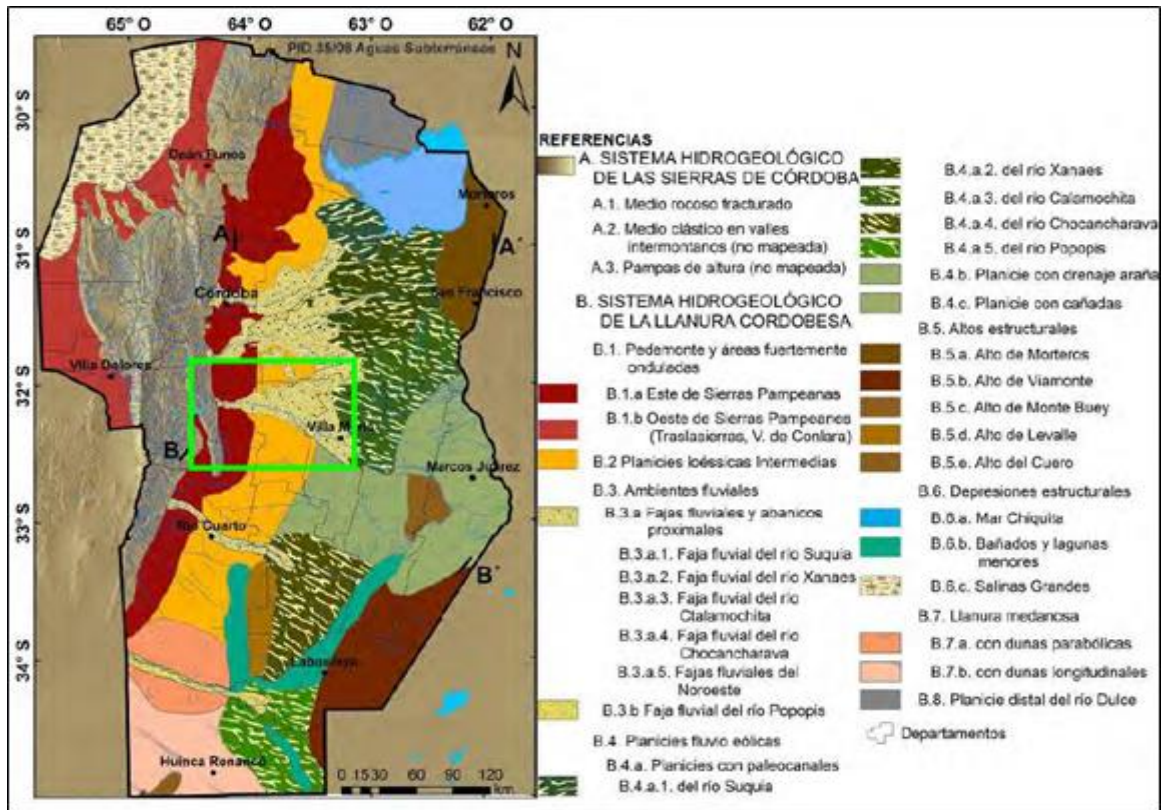 65° O 64° O 63° O 62° O
PID 35/08 Aguas Subterráneas
N
30° S
31° S
32° S
33° S
34° S
Deán Funes
Morteros
A
A´
Córdoba
San Francisco
Villa Dolores
Villa María
B
Marcos Juárez
Río Cuarto
B´
Laboulaye
Huinca Renancó
0 15 30 60 90 120
km
REFERENCIAS
A. SISTEMA HIDROGEOLÓGICO
DE LAS SIERRAS DE CÓRDOBA
A.1. Medio rocoso fracturado
A.2. Medio clástico en valles
intermontanos (no mapeada)
A.3. Pampas de altura (no mapeada)
B. SISTEMA HIDROGEOLÓGICO
DE LA LLANURA CORDOBESA
B.1. Pedemonte y áreas fuertemente
onduladas
B.1.a Este de Sierras Pampeanas
B.1.b Oeste de Sierras Pampeanas
(Traslasierra, V. de Conlara)
B.2 Planicies loéssicas Intermedias
B.3. Ambientes fluviales
B.3.a Fajas fluviales y abanicos
proximales
B.3.a.1. Faja fluvial del río Suquia
B.3.a.2. Faja fluvial del río Xanaes
B.3.a.3. Faja fluvial del río
Ctalamochita
B.3.a.4. Faja fluvial del río
Chocancharava
B.3.a.5. Fajas fluviales del
Noroeste
B.3.b Faja fluvial del río Popopis
B.4. Planicies fluvio eólicas
B.4.a. Planicies con paleocanales
B.4.a.1. del río Suquia
B.4.a.2. del río Xanaes
B.4.a.3. del río Calamochita
B.4.a.4. del río Chocancharava
B.4.a.5. del río Popopis
B.4.b. Planicie con drenaje araña
B.4.c. Planicie con cañadas
B.5. Altos estructurales
B.5.a. Alto de Morteros
B.5.b. Alto de Viamonte
B.5.c. Alto de Monte Buey
B.5.d. Alto de Levalle
B.5.e. Alto del Cuero
B.6. Depresiones estructurales
B.6.a. Mar Chiquita
B.6.b. Bañados y lagunas
menores
B.6.c. Salinas Grandes
B.7. Llanura medanosa
B.7.a. con dunas parabólicas
B.7.b. con dunas longitudinales
B.8. Planicie distal del río Dulce
Departamentos